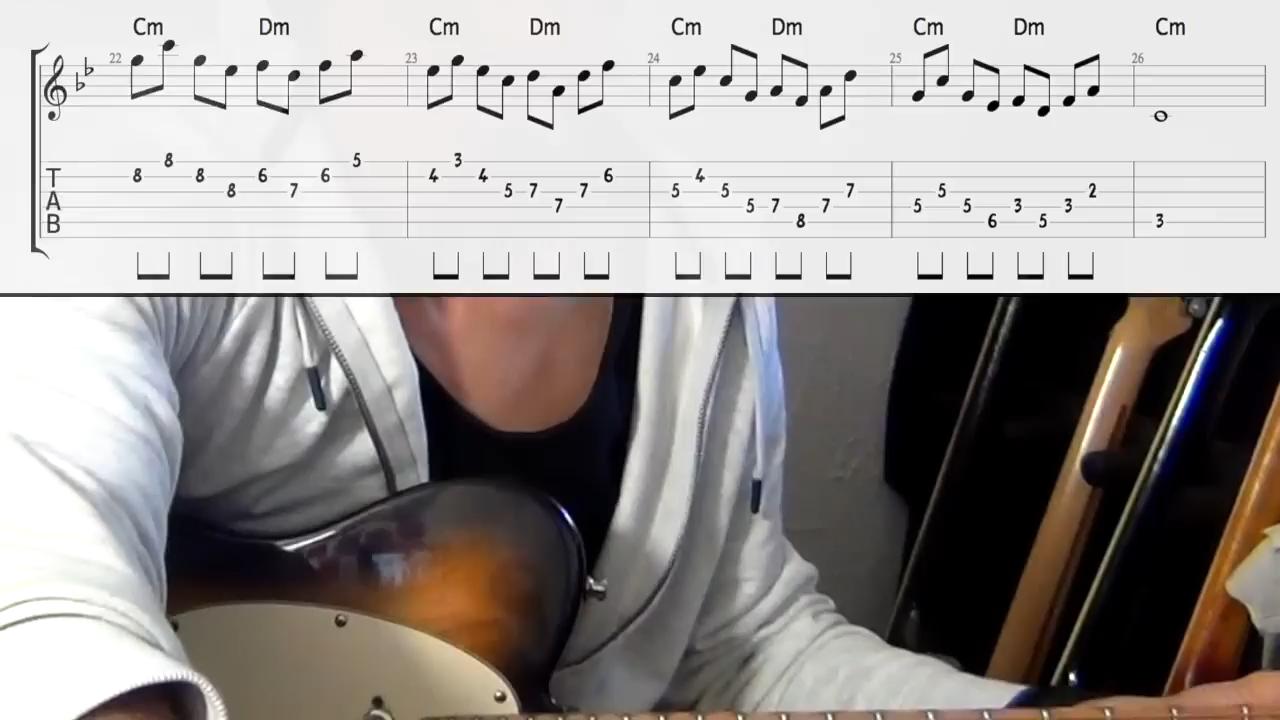 Cm Dm Cm Dm Cm Dm Cm Dm Cm
22 23 24 25 26
8 3 5
8 8 6 6 4 4 6 4
T 8 7 5 7 7 5 5 7 5 2
A 7 5 7 7 5 5 3 3
B 8 6 5 3